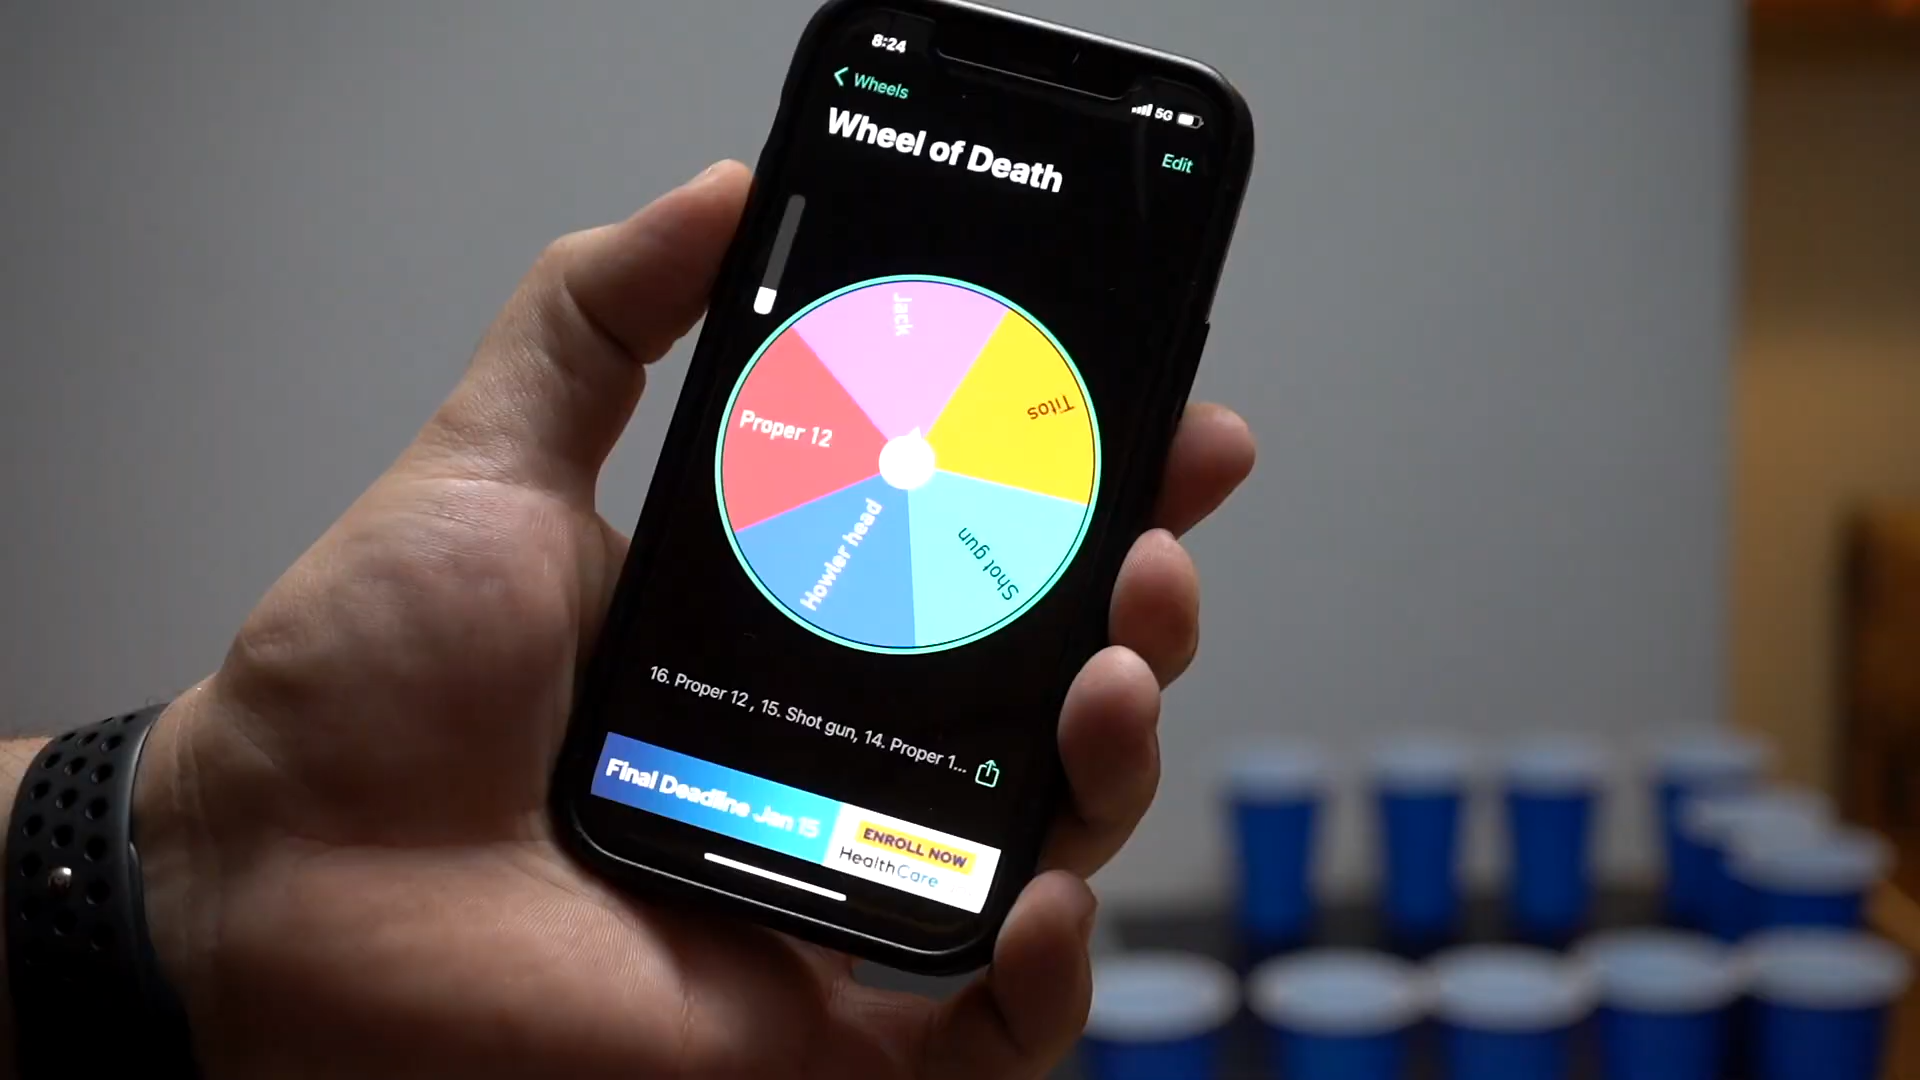 8:24
5G
Wheels
Edit
Wheel of Death
Jack
Titos
Proper 12
Howler head
Shot gun
16. Proper 12, 15. Shot gun, 14. Proper 1...
Final Deadline Jan 15
ENROLL NOW
HealthCare